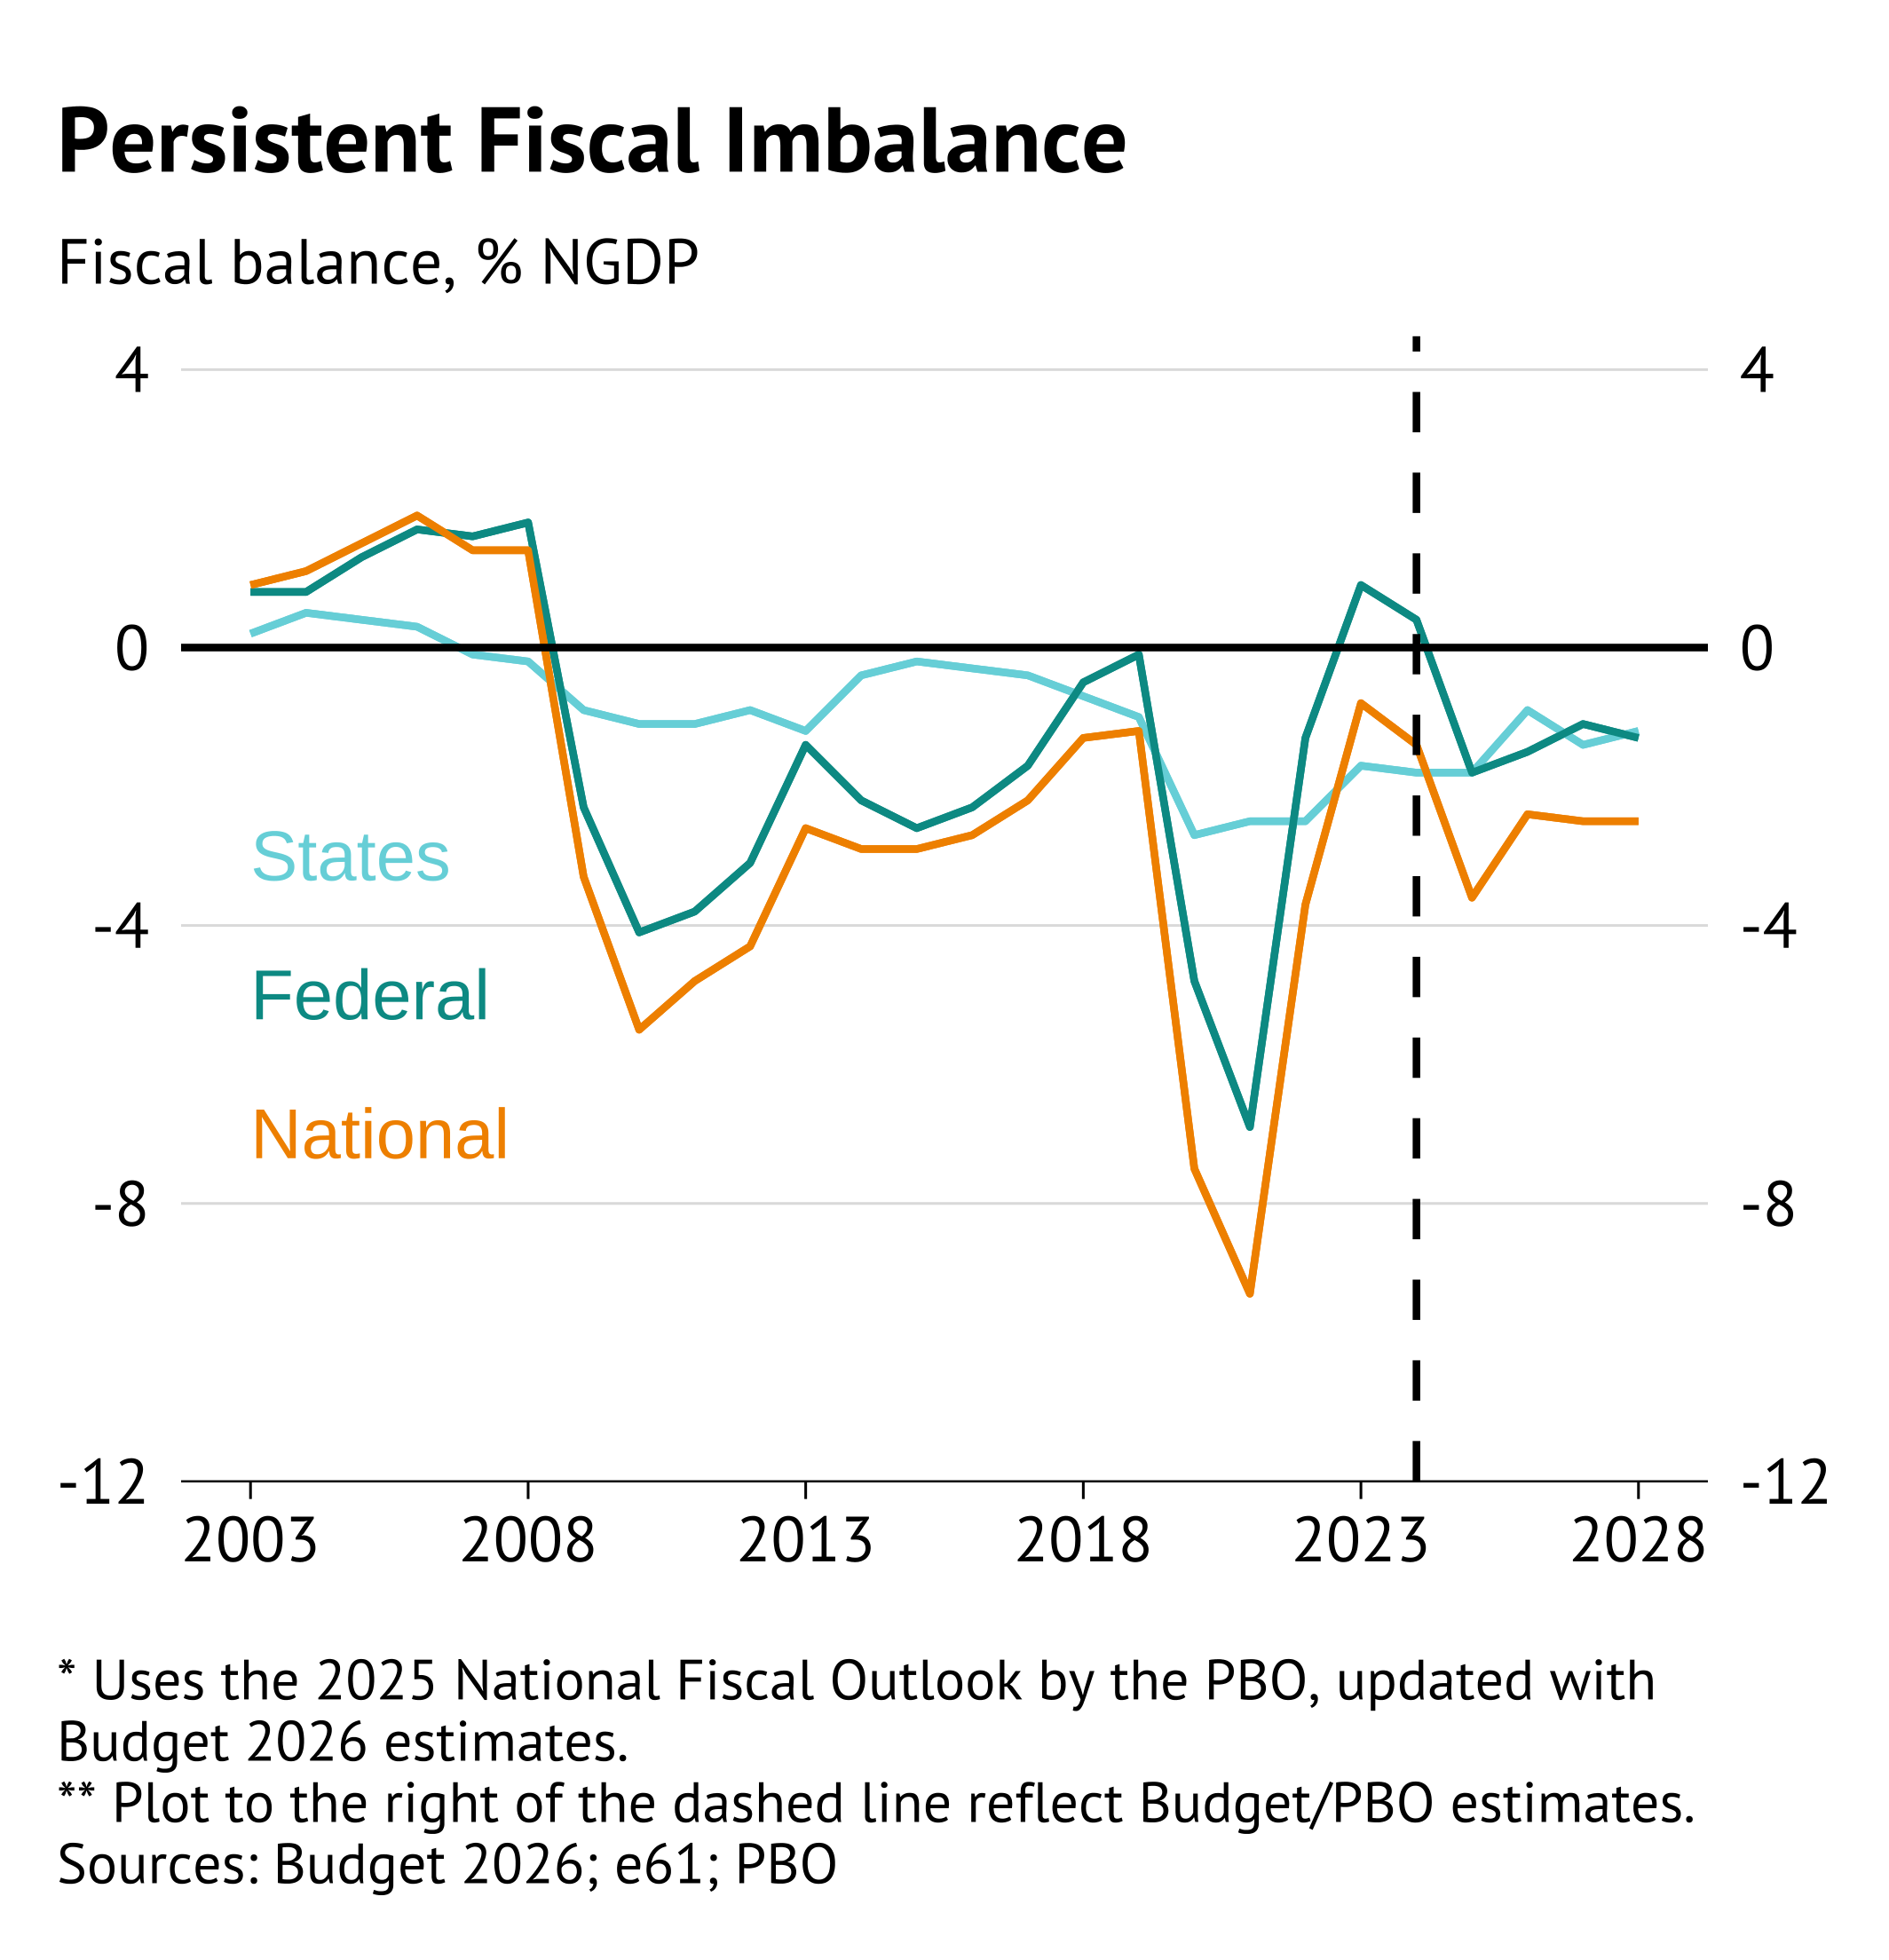 Persistent Fiscal Imbalance
Fiscal balance, % NGDP
4 4
0 0
States
-4 -4
Federal
National
-8 -8
-12 -12
2003 2008 2013 2018 2023 2028
* Uses the 2025 National Fiscal Outlook by the PBO, updated with
Budget 2026 estimates.
** Plot to the right of the dashed line reflect Budget/PBO estimates.
Sources: Budget 2026; e61; PBO